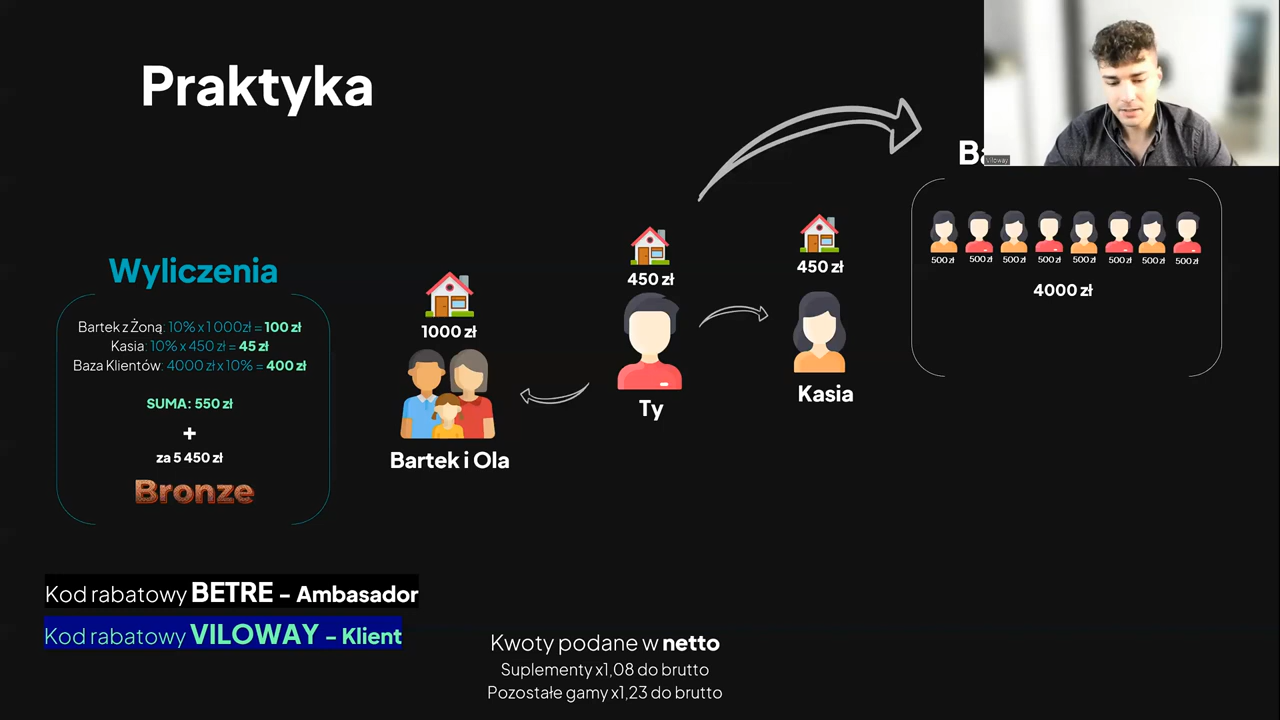 Praktyka
Viloway
500 zł 500 zł 500 zł 500 zł 500 zł 500 zł 500 zł 500 zł
4000 zł
450 zł
450 zł
1000 zł
Ty
Kasia
Bartek i Ola
Wyliczenia
Bartek z Żoną: 10% x 1 000zł = 100 zł
Kasia: 10% x 450 zł = 45 zł
Baza Klientów: 4000 zł x 10% = 400 zł
SUMA: 550 zł
+
za 5 450 zł
Bronze
Kod rabatowy BETRE – Ambasador
Kod rabatowy VILOWAY – Klient
Kwoty podane w netto
Suplementy x1,08 do brutto
Pozostałe gamy x1,23 do brutto